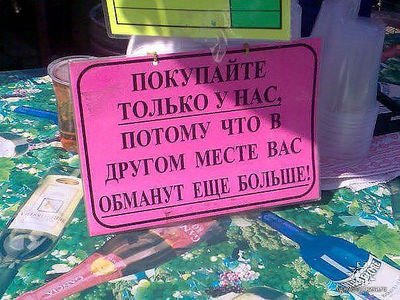 ПОКУПАЙТЕ
ТОЛЬКО У НАС,
ПОТОМУ ЧТО В
ДРУГОМ МЕСТЕ ВАС
ОБМАНУТ ЕЩЕ БОЛЬШЕ!